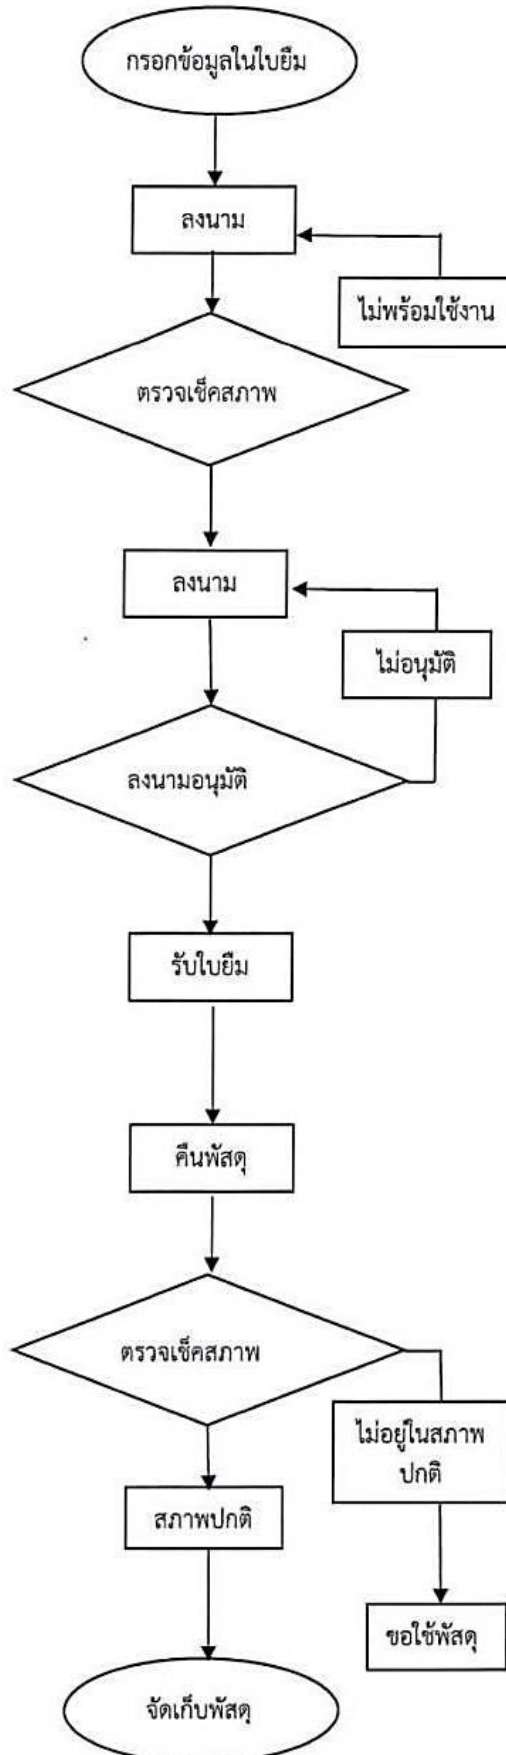 กรอกข้อมูลในใบยืม
ลงนาม
ไม่พร้อมใช้งาน
ตรวจเช็คสภาพ
ลงนาม
ไม่อนุมัติ
ลงนามอนุมัติ
รับใบยืม
คืนพัสดุ
ตรวจเช็คสภาพ
ไม่อยู่ในสภาพ
ปกติ
สภาพปกติ
ขอใช้พัสดุ
จัดเก็บพัสดุ